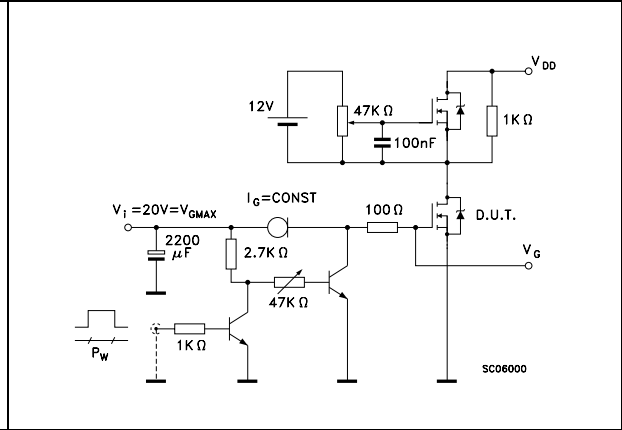 V DD
12V
47K Ω
1K Ω
100nF
I G =CONST
V i =20V=V GMAX
100 Ω
D.U.T.
2200
μF
2.7K Ω
V G
47K Ω
1K Ω
P W
SC06000